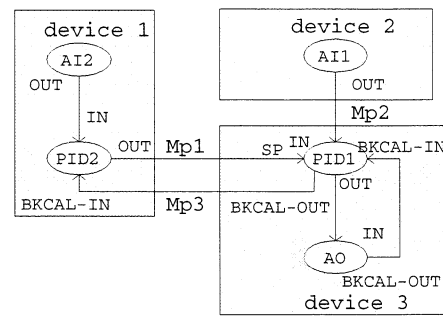 device 1
device 2
AI2
AI1
OUT
OUT
IN
Mp2
OUT
Mp1
SP
IN
BKCAL-IN
PID2
PID1
BKCAL-IN
Mp3
BKCAL-OUT
OUT
IN
AO
BKCAL-OUT
device 3